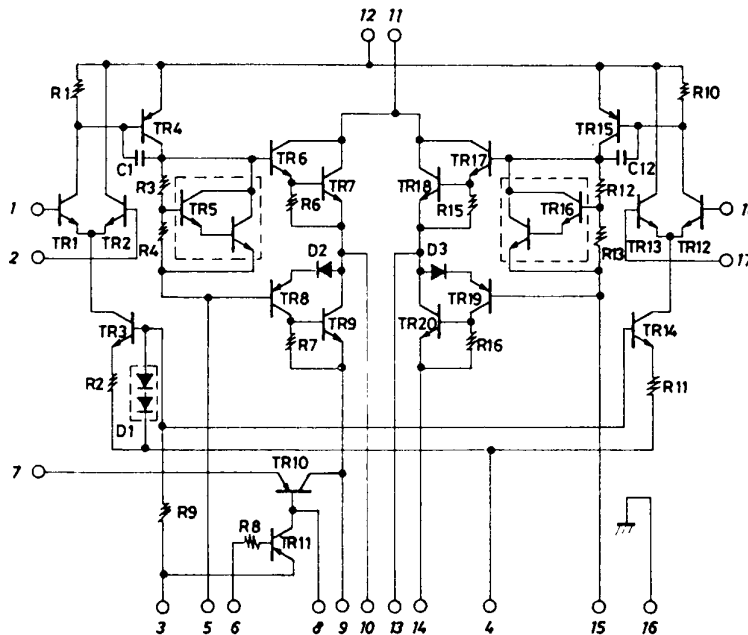 12 11
R1
R10
TR4
TR15
C1
TR6
TR17
C12
R3
TR7
TR18
R12
TR5
R6
R15
TR16
1
TR1
TR2
R4
R13
TR13
TR12
2
D2
D3
17
TR8
TR19
TR3
TR9
TR20
TR14
R2
R7
R16
R11
D1
7
TR10
R9
R8
TR11
3 5 6 8 9 10 13 14 4 15 16